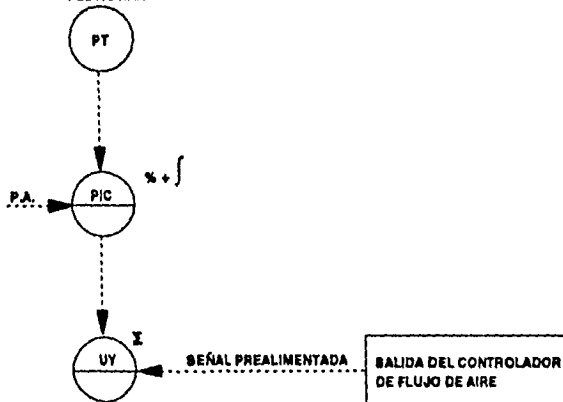 PT
% + ∫
P.A.
PIC
Σ
UY
SEÑAL PREALIMENTADA
SALIDA DEL CONTROLADOR
DE FLUJO DE AIRE